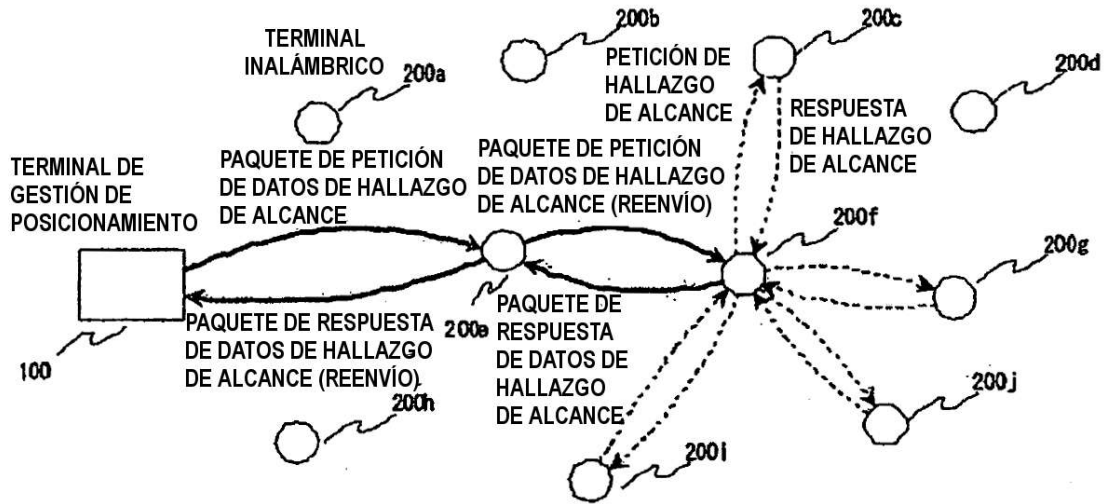 TERMINAL
INALÁMBRICO
200a
200b
PETICIÓN DE
HALLAZGO
DE ALCANCE
200c
200d
RESPUESTA
DE HALLAZGO
DE ALCANCE
TERMINAL DE
GESTIÓN DE
POSICIONAMIENTO
PAQUETE DE PETICIÓN
DE DATOS DE HALLAZGO
DE ALCANCE
PAQUETE DE PETICIÓN
DE DATOS DE HALLAZGO
DE ALCANCE (REENVÍO)
200f
200g
100
PAQUETE DE RESPUESTA
DE DATOS DE HALLAZGO
DE ALCANCE (REENVÍO)
200e
PAQUETE DE
RESPUESTA
DE DATOS DE
HALLAZGO
DE ALCANCE
200h
200i
200j